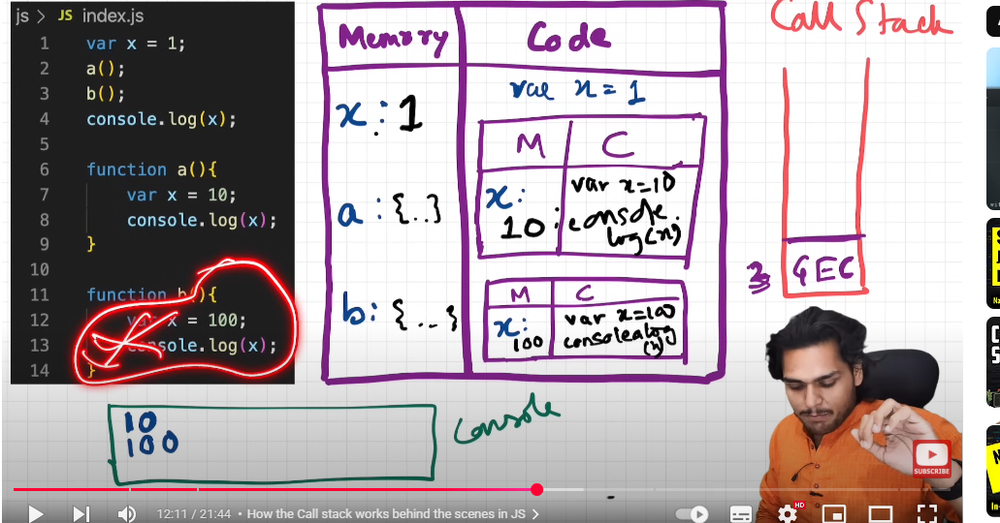 js > JS index.js
1 var x = 1;
2 a();
3 b();
4 console.log(x);
5
6 function a(){
7 var x = 10;
8 console.log(x);
9 }
10
11 function b(){
12 var x = 100;
13 console.log(x);
14 }
Memory Code
x : 1
var x = 1
M C
x: 10 :
var x=10
console.
log(x).
a : {..}
b: {..}
M C
x: 100
var x=100
console.log
(x)
Call Stack
GEC
10
100
Console
SUBSCRIBE
12:11 / 21:44 • How the Call stack works behind the scenes in JS >
HD